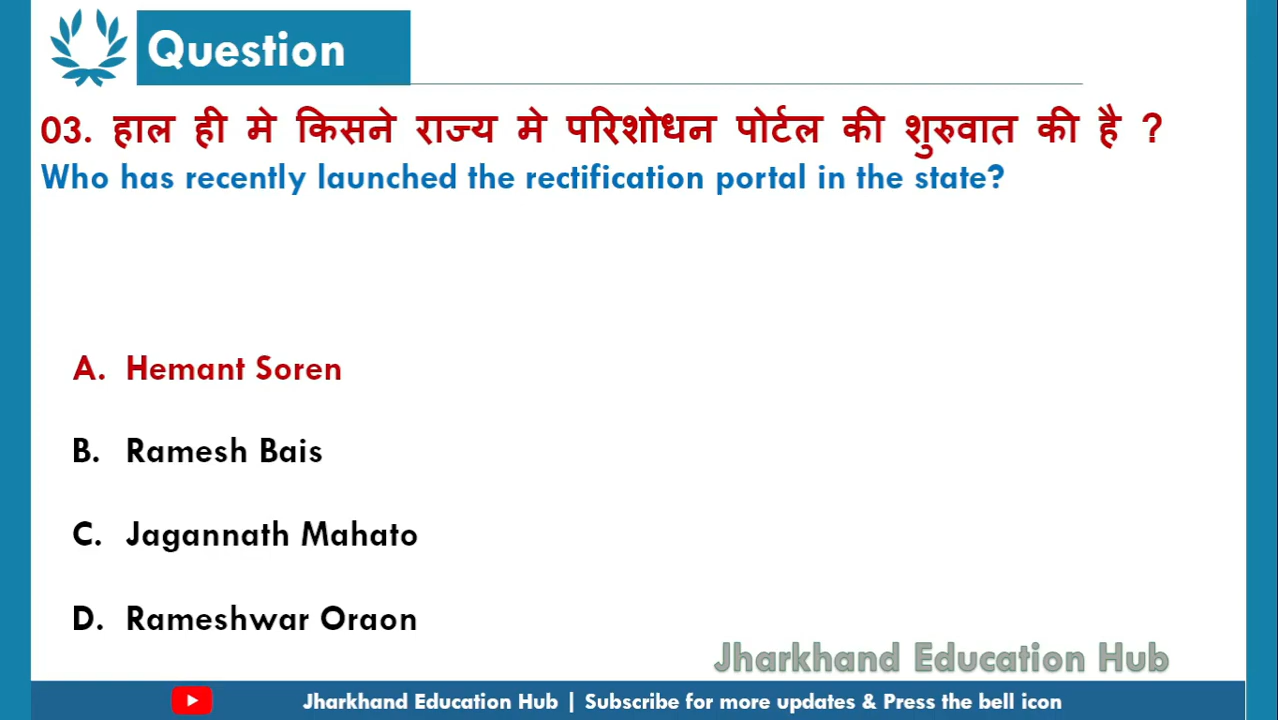 Question
03. हाल ही मे किसने राज्य मे परिशोधन पोर्टल की शुरुवात की है ?
Who has recently launched the rectification portal in the state?
A. Hemant Soren
B. Ramesh Bais
C. Jagannath Mahato
D. Rameshwar Oraon
Jharkhand Education Hub
Jharkhand Education Hub | Subscribe for more updates & Press the bell icon